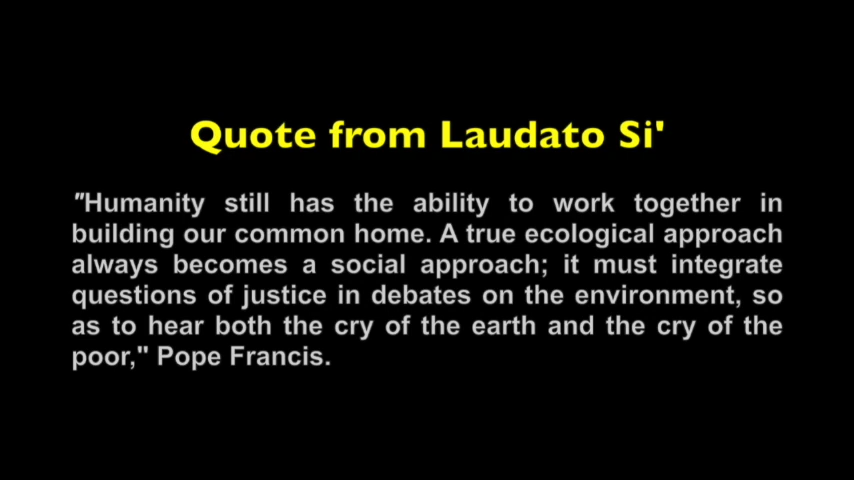 Quote from Laudato Si'
"Humanity still has the ability to work together in
building our common home. A true ecological approach
always becomes a social approach; it must integrate
questions of justice in debates on the environment, so
as to hear both the cry of the earth and the cry of the
poor," Pope Francis.